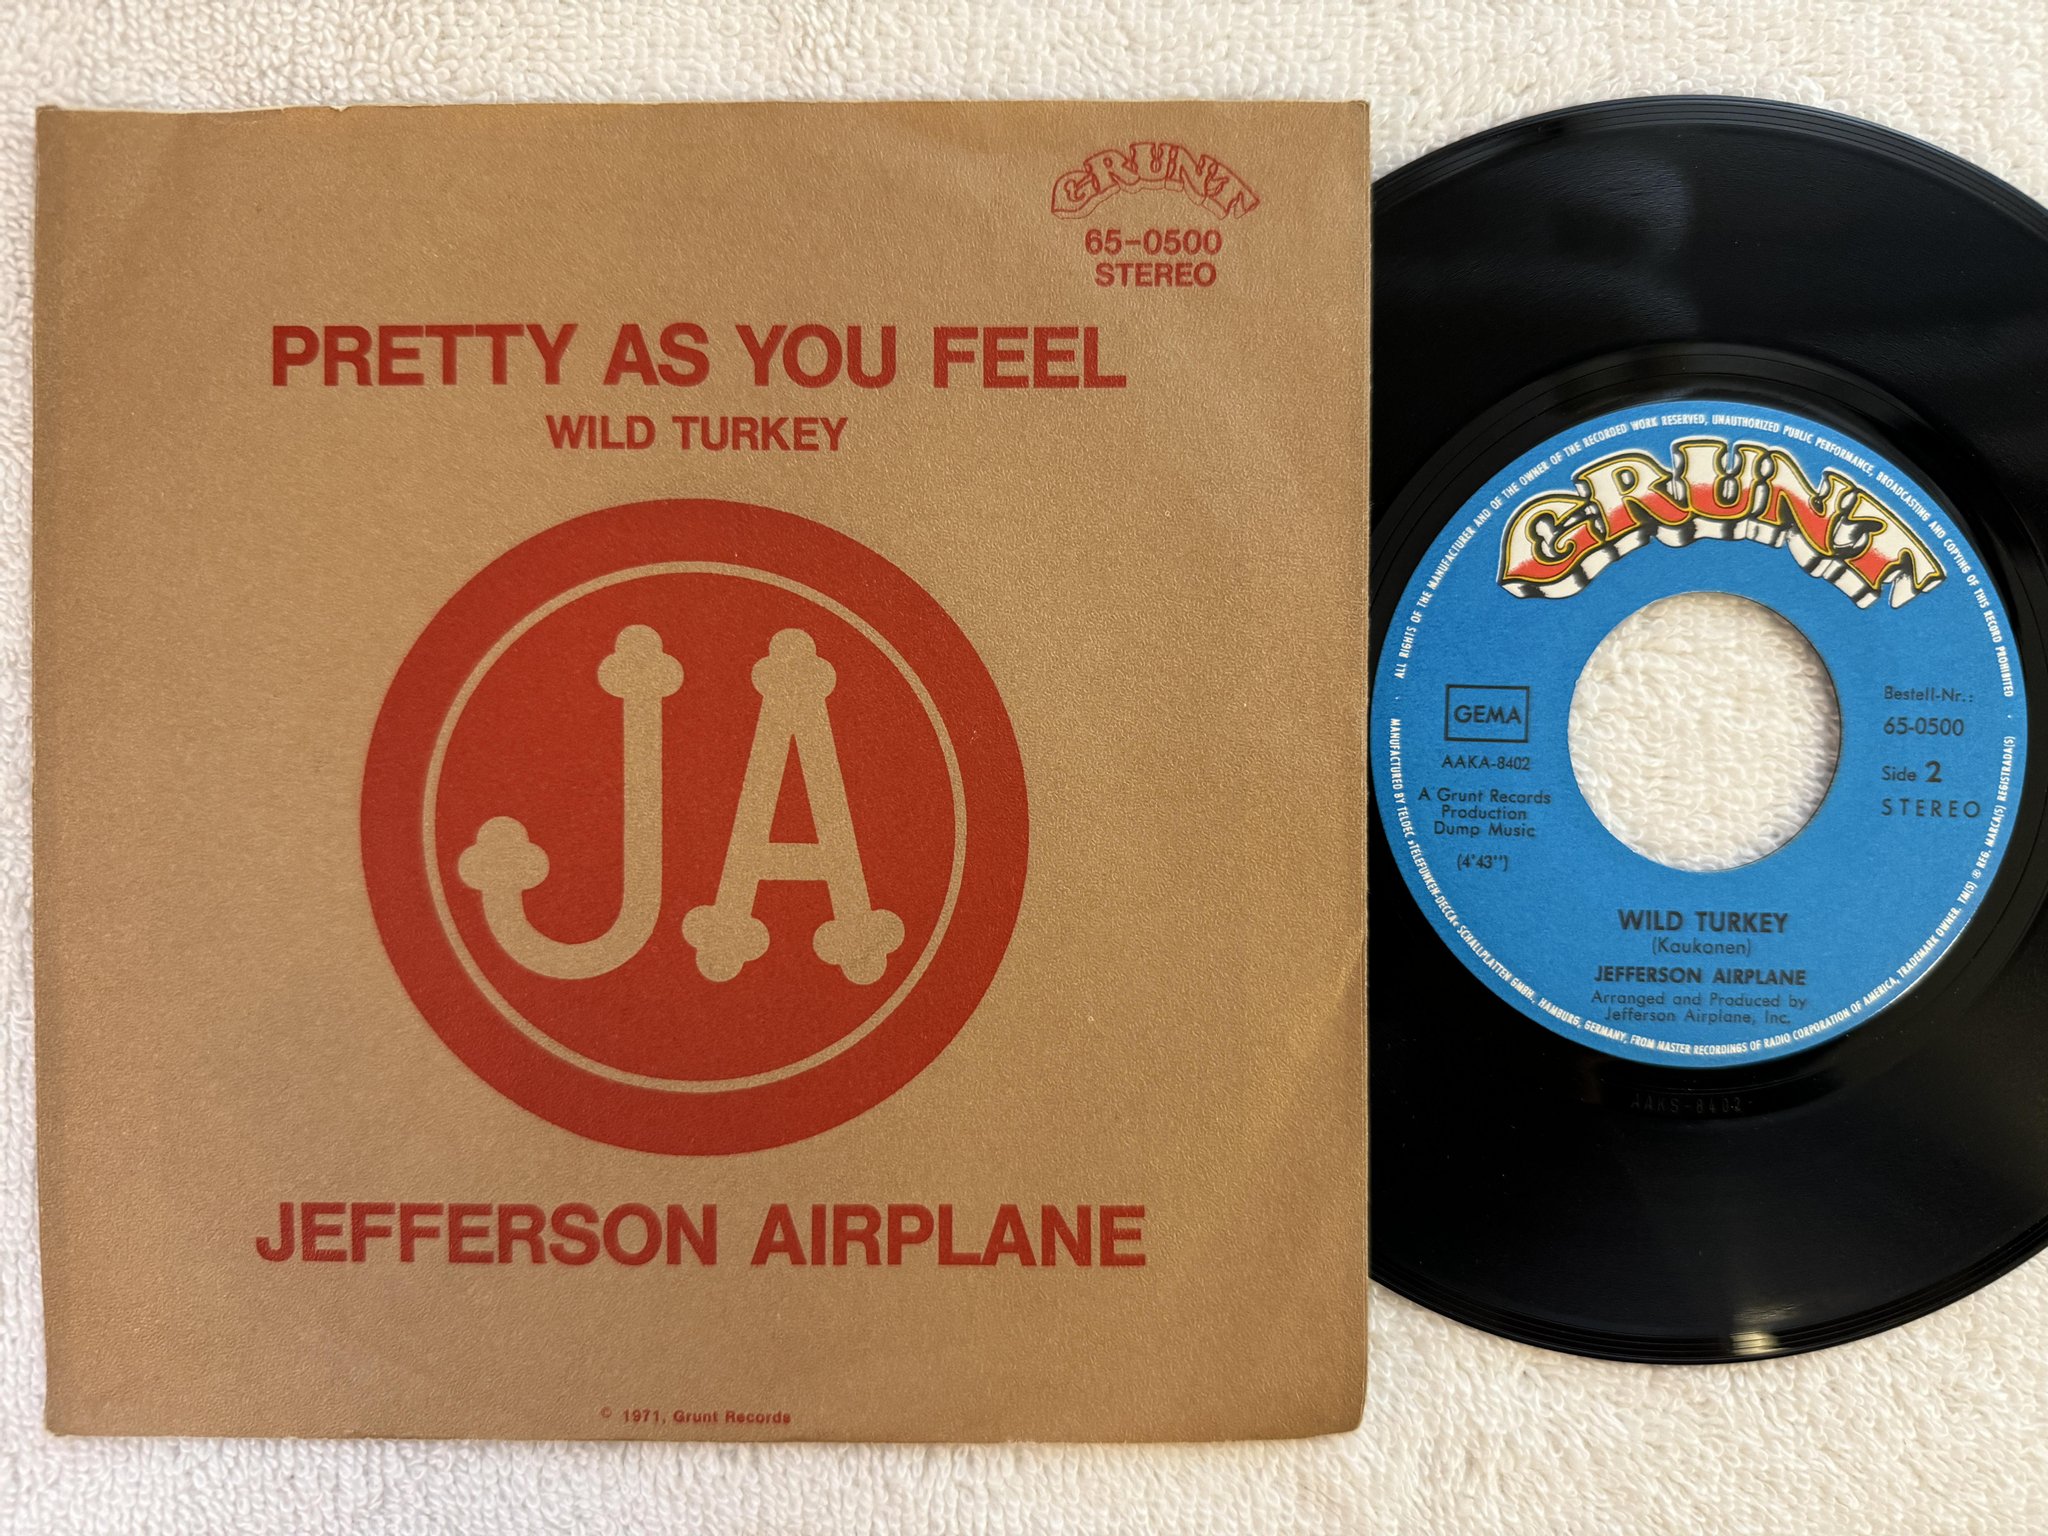 GRUNT
65-0500
STEREO
PRETTY AS YOU FEEL
WILD TURKEY
JA
JEFFERSON AIRPLANE
© 1971, Grunt Records
ALL RIGHTS OF THE MANUFACTURER AND OF THE OWNER OF THE RECORDED WORK RESERVED, UNAUTHORIZED PUBLIC PERFORMANCE, BROADCASTING AND COPYING OF THIS RECORD PROHIBITED
GRUNT
GEMA
AAKA-8402
A Grunt Records
Production
Dump Music
(4'43")
Bestell-Nr.:
65-0500
Side 2
STEREO
WILD TURKEY
(Kaukonen)
JEFFERSON AIRPLANE
Arranged and Produced by
Jefferson Airplane, Inc.
MANUFACTURED BY TELDEC »TELEFUNKEN-DECCA« SCHALLPLATTEN GMBH, HAMBURG, GERMANY, FROM MASTER RECORDINGS OF RADIO CORPORATION OF AMERICA, TRADEMARK OWNER. TM(S) ® REG. MARCA(S) REGISTRADA(S)
AAKS-8402-